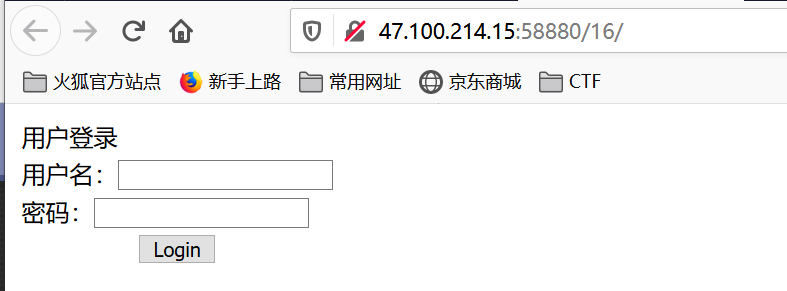 47.100.214.15:58880/16/
火狐官方站点 新手上路 常用网址 京东商城 CTF
用户登录
用户名：
密码：
Login